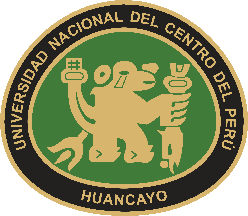 UNIVERSIDAD NACIONAL DEL CENTRO DEL PERÚ
HUANCAYO